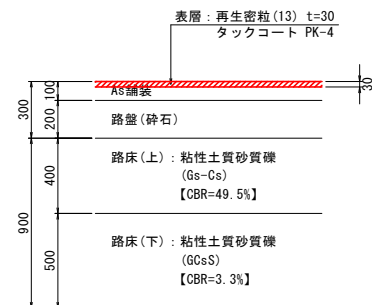 表層：再生密粒(13) t=30
タックコート PK-4
30
As舗装
100
300
200
路盤(砕石)
路床(上)：粘性土質砂質礫
(Gs-Cs)
【CBR=49.5%】
400
900
路床(下)：粘性土質砂質礫
(GCsS)
【CBR=3.3%】
500